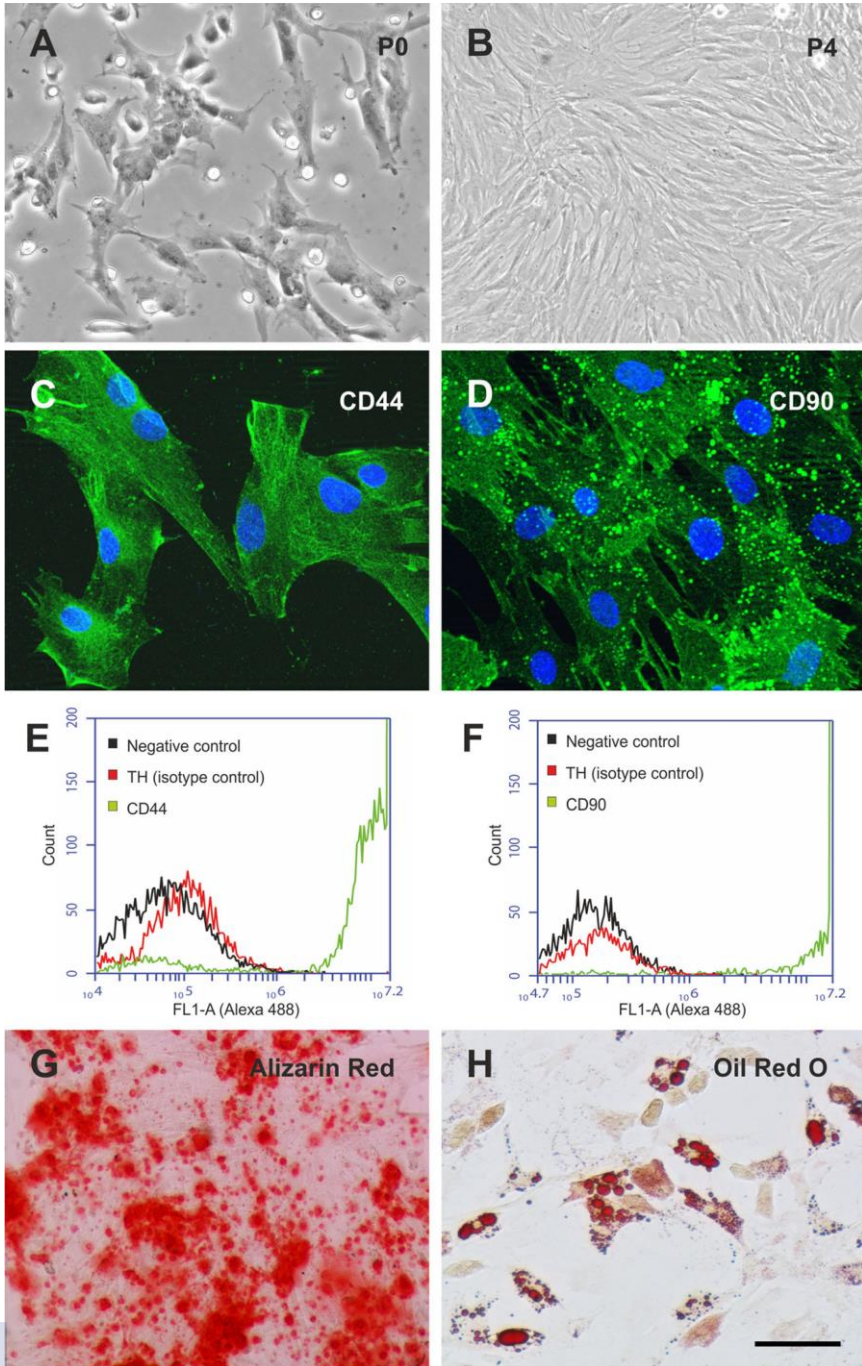 A
P0
B
P4
C
CD44
D
CD90
E
200
150
100
50
0
Count
Negative control
TH (isotype control)
CD44
10^4
10^5
10^6
10^7.2
FL1-A (Alexa 488)
F
200
150
100
50
0
Count
Negative control
TH (isotype control)
CD90
10^4.7
10^5
10^6
10^7.2
FL1-A (Alexa 488)
G
Alizarin Red
H
Oil Red O